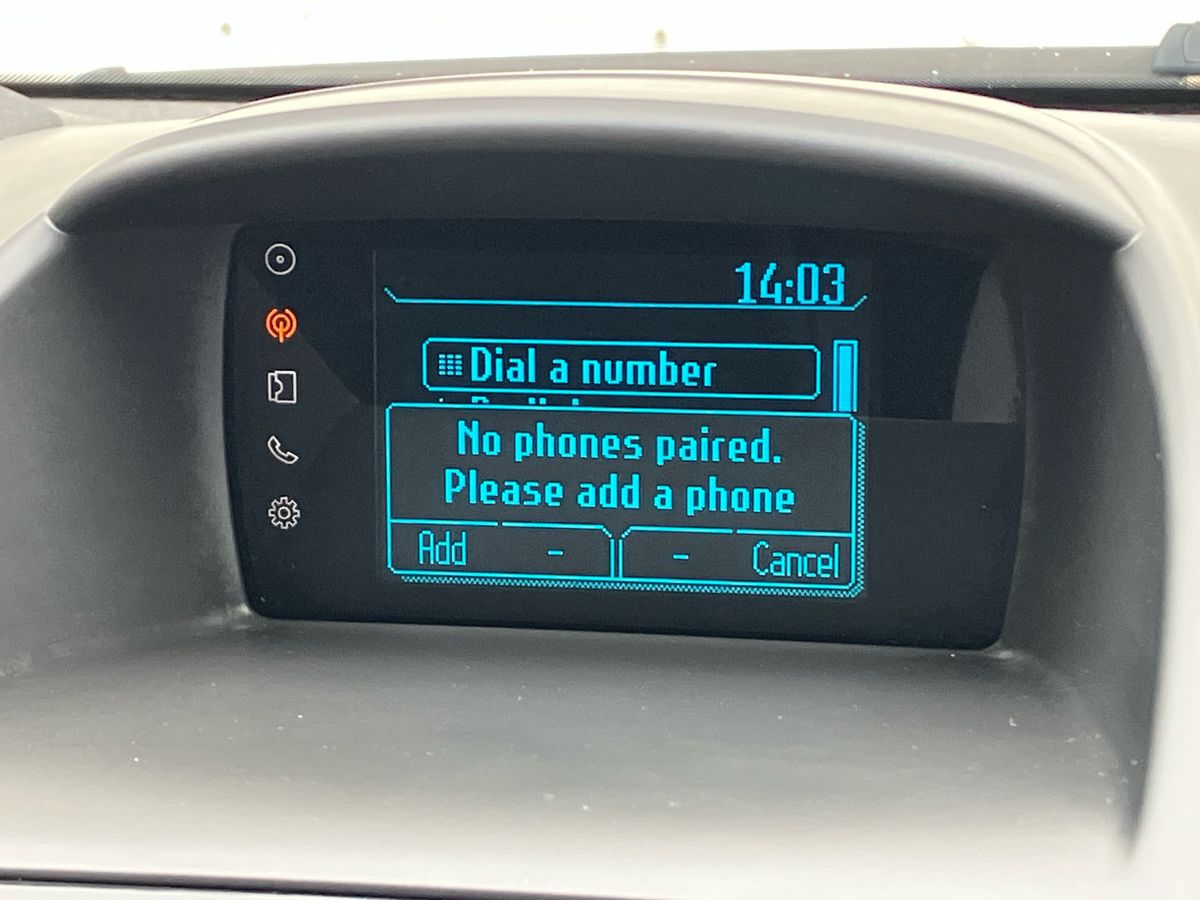 14:03
Dial a number
No phones paired.
Please add a phone
Add - - Cancel